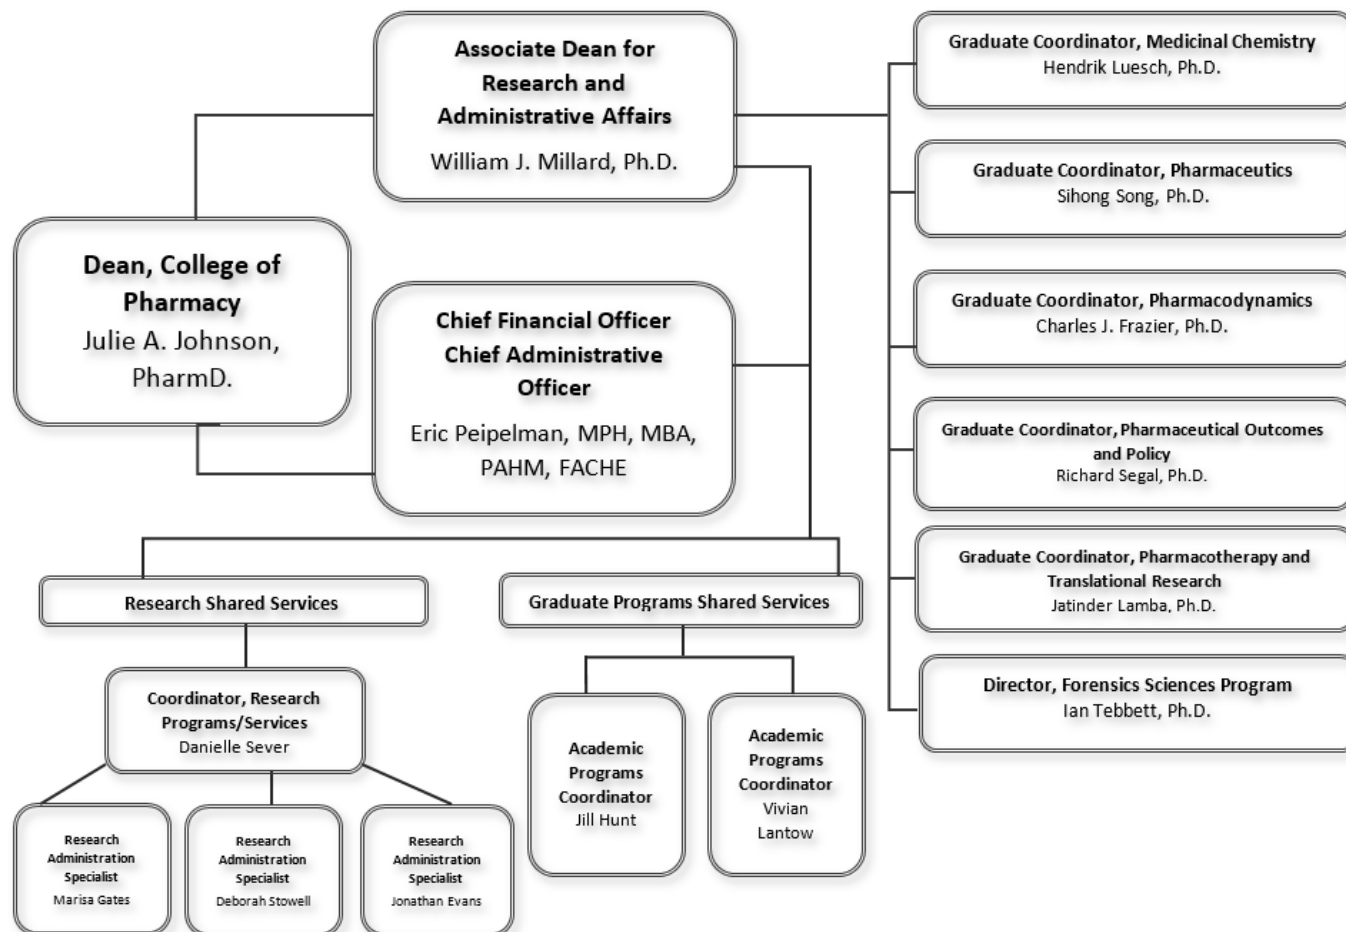 Associate Dean for
Research and
Administrative Affairs
William J. Millard, Ph.D.
Dean, College of
Pharmacy
Julie A. Johnson,
PharmD.
Chief Financial Officer
Chief Administrative
Officer
Eric Peipelman, MPH, MBA,
PAHM, FACHE
Graduate Coordinator, Medicinal Chemistry
Hendrik Luesch, Ph.D.
Graduate Coordinator, Pharmaceutics
Sihong Song, Ph.D.
Graduate Coordinator, Pharmacodynamics
Charles J. Frazier, Ph.D.
Graduate Coordinator, Pharmaceutical Outcomes
and Policy
Richard Segal, Ph.D.
Graduate Coordinator, Pharmacotherapy and
Translational Research
Jatinder Lamba, Ph.D.
Director, Forensics Sciences Program
Ian Tebbett, Ph.D.
Research Shared Services
Coordinator, Research
Programs/Services
Danielle Sever
Research
Administration
Specialist
Marisa Gates
Research
Administration
Specialist
Deborah Stowell
Research
Administration
Specialist
Jonathan Evans
Graduate Programs Shared Services
Academic
Programs
Coordinator
Jill Hunt
Academic
Programs
Coordinator
Vivian
Lantow